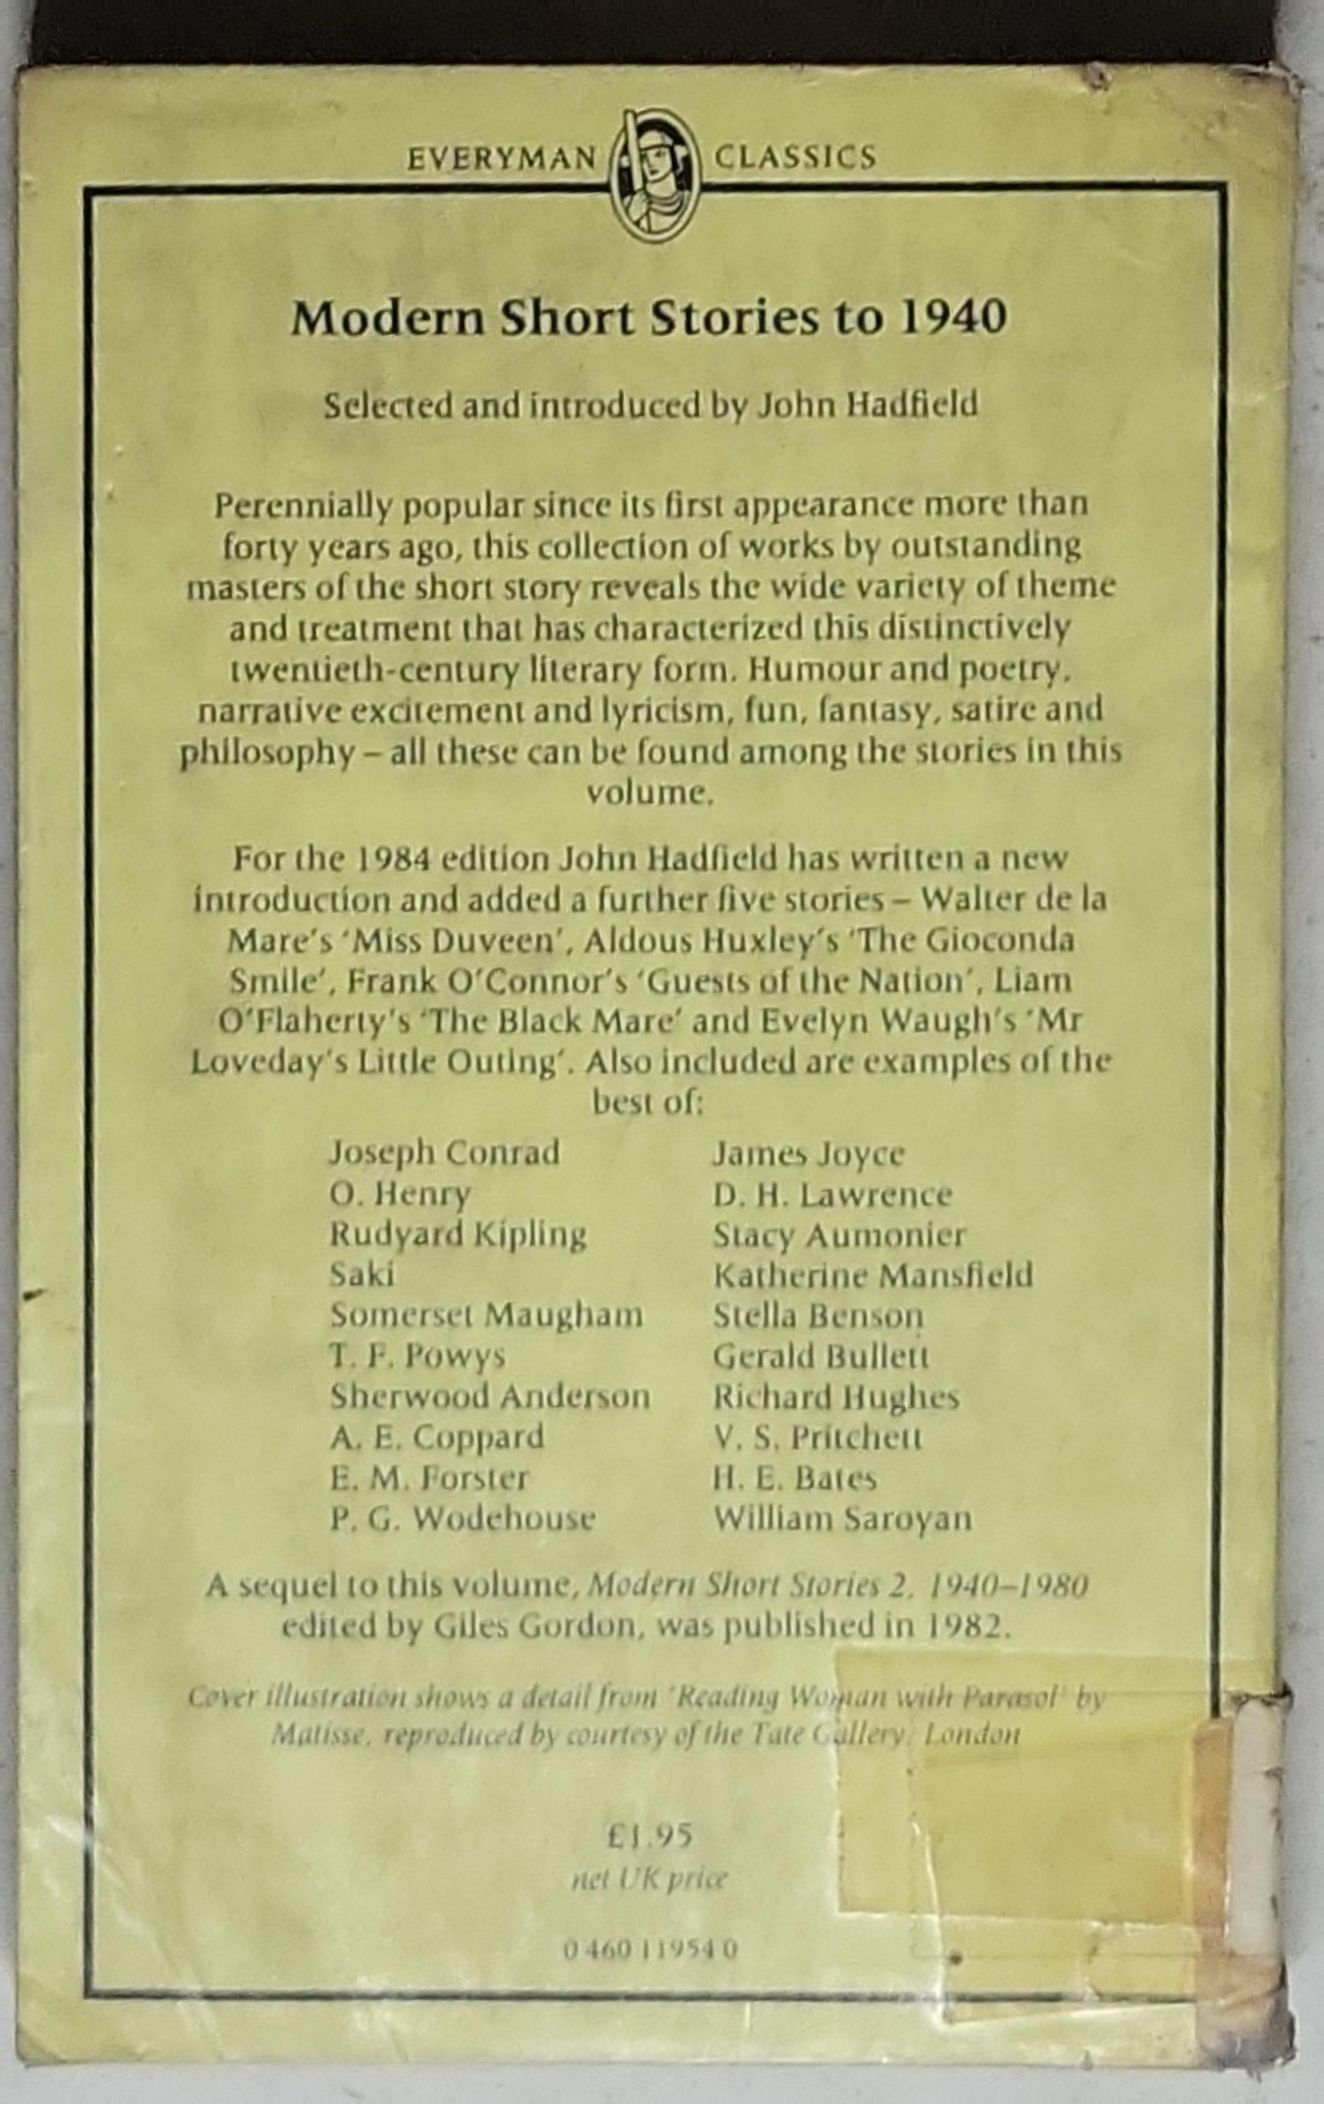 EVERYMAN CLASSICS
Modern Short Stories to 1940
Selected and introduced by John Hadfield
Perennially popular since its first appearance more than
forty years ago, this collection of works by outstanding
masters of the short story reveals the wide variety of theme
and treatment that has characterized this distinctively
twentieth-century literary form. Humour and poetry,
narrative excitement and lyricism, fun, fantasy, satire and
philosophy – all these can be found among the stories in this
volume.
For the 1984 edition John Hadfield has written a new
introduction and added a further five stories – Walter de la
Mare's 'Miss Duveen', Aldous Huxley's 'The Gioconda
Smile', Frank O'Connor's 'Guests of the Nation', Liam
O'Flaherty's 'The Black Mare' and Evelyn Waugh's 'Mr
Loveday's Little Outing'. Also included are examples of the
best of:
Joseph Conrad
O. Henry
Rudyard Kipling
Saki
Somerset Maugham
T. F. Powys
Sherwood Anderson
A. E. Coppard
E. M. Forster
P. G. Wodehouse
James Joyce
D. H. Lawrence
Stacy Aumonier
Katherine Mansfield
Stella Benson
Gerald Bullett
Richard Hughes
V. S. Pritchett
H. E. Bates
William Saroyan
A sequel to this volume, Modern Short Stories 2, 1940–1980
edited by Giles Gordon, was published in 1982.
Cover illustration shows a detail from 'Reading Woman with Parasol' by
Matisse, reproduced by courtesy of the Tate Gallery, London
£1.95
net UK price
0 460 11954 0